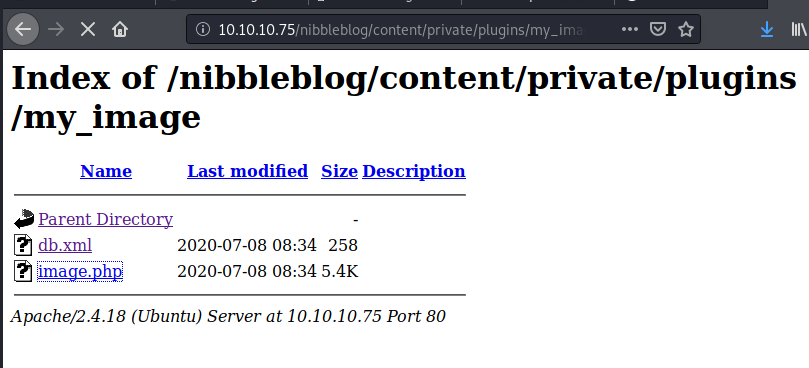 10.10.10.75/nibbleblog/content/private/plugins/my_ima
Index of /nibbleblog/content/private/plugins
/my_image
Name Last modified Size Description
Parent Directory -
db.xml 2020-07-08 08:34 258
image.php 2020-07-08 08:34 5.4K
Apache/2.4.18 (Ubuntu) Server at 10.10.10.75 Port 80